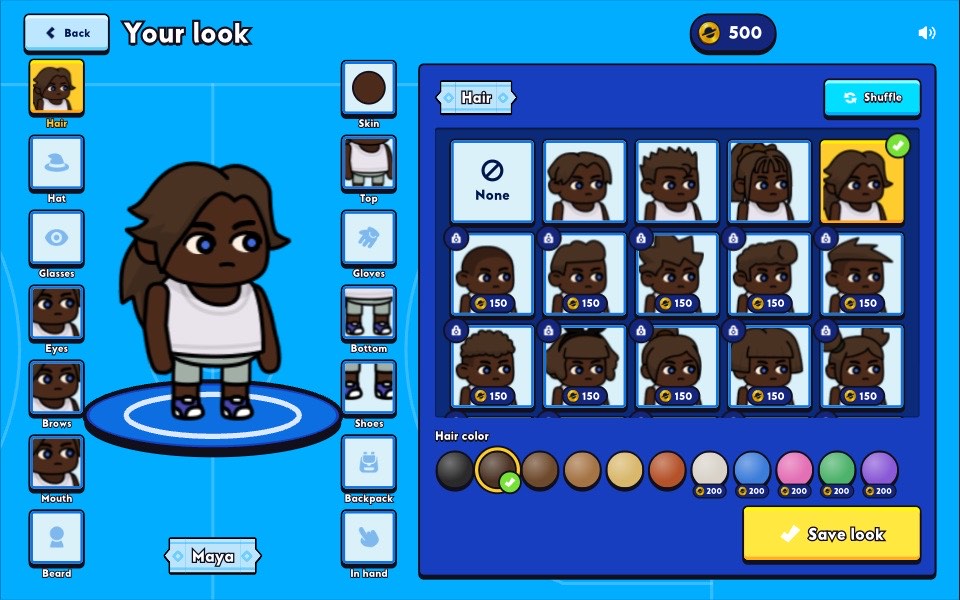 Back
Your look
500
Hair
Hat
Glasses
Eyes
Brows
Mouth
Beard
Skin
Top
Gloves
Bottom
Shoes
Backpack
In hand
Maya
Hair
Shuffle
None
150
150
150
150
150
150
150
150
150
150
Hair color
200
200
200
200
200
Save look